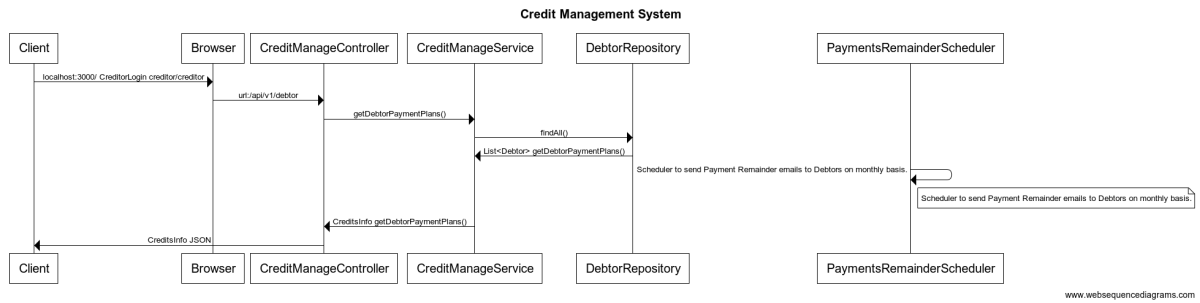 Credit Management System
Client
Browser
CreditManageController
CreditManageService
DebtorRepository
PaymentsRemainderScheduler
localhost:3000/ CreditorLogin creditor/creditor
url:/api/v1/debtor
getDebtorPaymentPlans()
findAll()
List<Debtor> getDebtorPaymentPlans()
Scheduler to send Payment Remainder emails to Debtors on monthly basis.
Scheduler to send Payment Remainder emails to Debtors on monthly basis.
CreditsInfo getDebtorPaymentPlans()
CreditsInfo JSON
Client
Browser
CreditManageController
CreditManageService
DebtorRepository
PaymentsRemainderScheduler
www.websequencediagrams.com